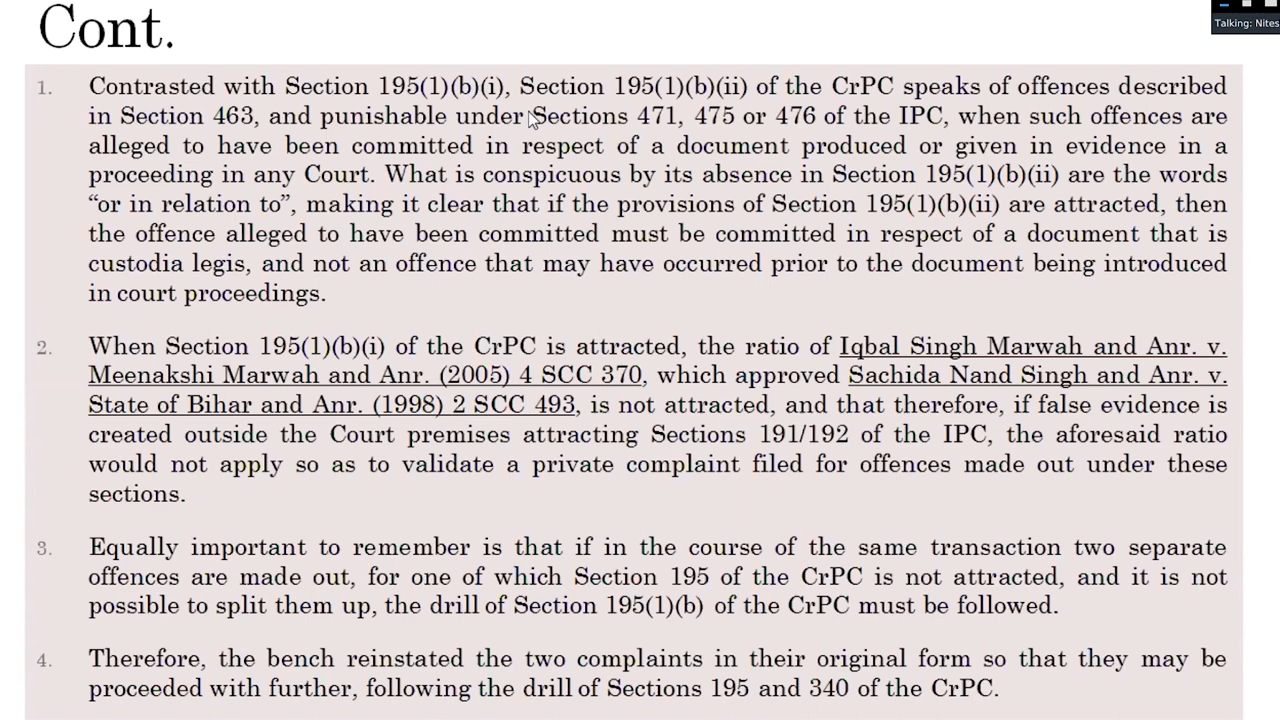 Cont.
Talking: Nites
1. Contrasted with Section 195(1)(b)(i), Section 195(1)(b)(ii) of the CrPC speaks of offences described
in Section 463, and punishable under Sections 471, 475 or 476 of the IPC, when such offences are
alleged to have been committed in respect of a document produced or given in evidence in a
proceeding in any Court. What is conspicuous by its absence in Section 195(1)(b)(ii) are the words
“or in relation to”, making it clear that if the provisions of Section 195(1)(b)(ii) are attracted, then
the offence alleged to have been committed must be committed in respect of a document that is
custodia legis, and not an offence that may have occurred prior to the document being introduced
in court proceedings.
2. When Section 195(1)(b)(i) of the CrPC is attracted, the ratio of Iqbal Singh Marwah and Anr. v.
Meenakshi Marwah and Anr. (2005) 4 SCC 370, which approved Sachida Nand Singh and Anr. v.
State of Bihar and Anr. (1998) 2 SCC 493, is not attracted, and that therefore, if false evidence is
created outside the Court premises attracting Sections 191/192 of the IPC, the aforesaid ratio
would not apply so as to validate a private complaint filed for offences made out under these
sections.
3. Equally important to remember is that if in the course of the same transaction two separate
offences are made out, for one of which Section 195 of the CrPC is not attracted, and it is not
possible to split them up, the drill of Section 195(1)(b) of the CrPC must be followed.
4. Therefore, the bench reinstated the two complaints in their original form so that they may be
proceeded with further, following the drill of Sections 195 and 340 of the CrPC.